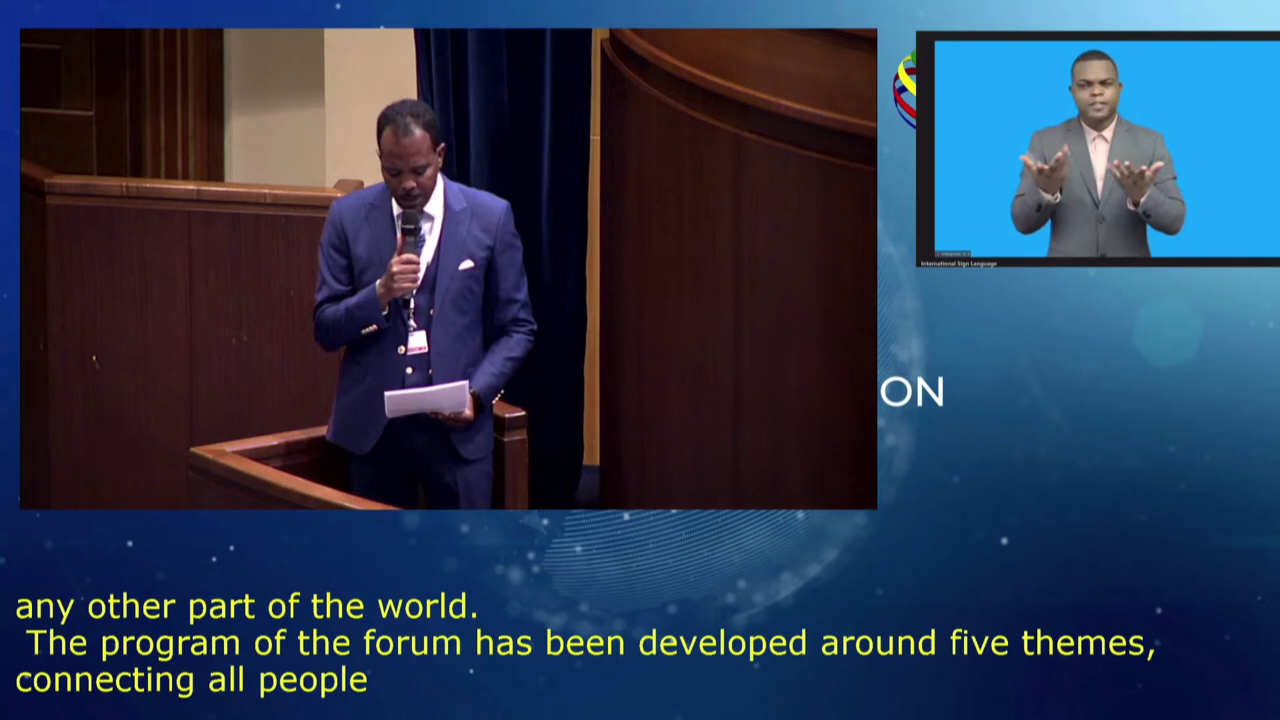 International Sign Language
ON
any other part of the world.
The program of the forum has been developed around five themes,
connecting all people